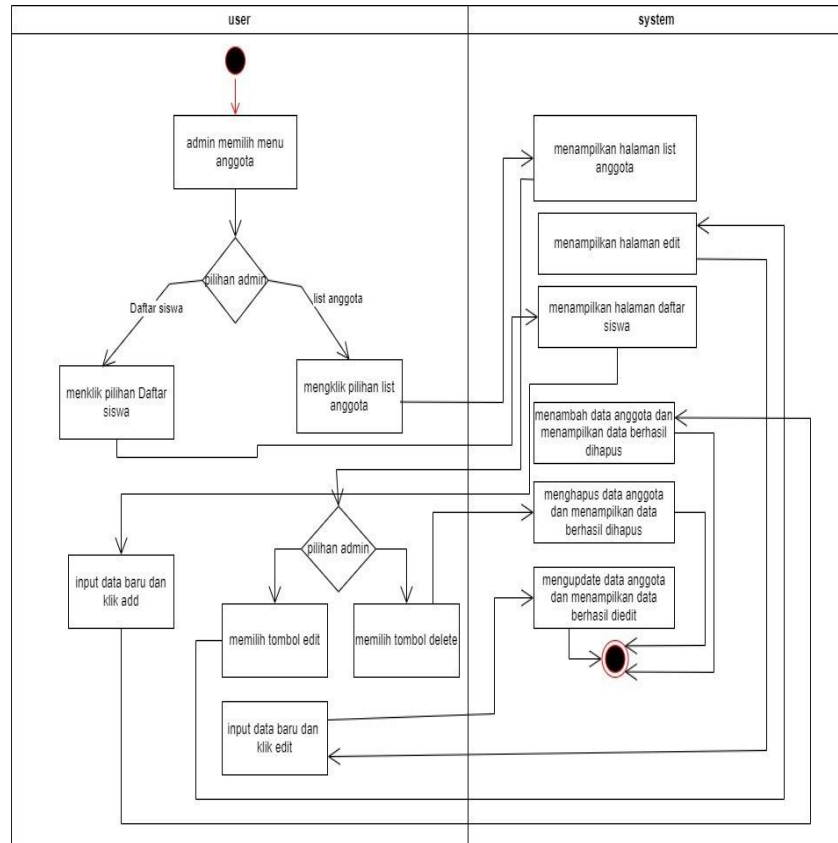 user
system
admin memilih menu
anggota
pilihan admin
Daftar siswa
list anggota
menklik pilihan Daftar
siswa
mengklik pilihan list
anggota
menampilkan halaman list
anggota
menampilkan halaman edit
menampilkan halaman daftar
siswa
menambah data anggota dan
menampilkan data berhasil
dihapus
menghapus data anggota
dan menampilkan data
berhasil dihapus
pilihan admin
input data baru dan
klik add
memilih tombol edit
memilih tombol delete
mengupdate data anggota
dan menampilkan data
berhasil diedit
input data baru dan
klik edit